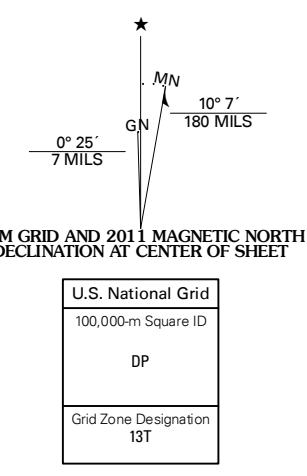 ★
MN
GN
10° 7´
180 MILS
0° 25´
7 MILS
M GRID AND 2011 MAGNETIC NORTH
DECLINATION AT CENTER OF SHEET
U.S. National Grid
100,000-m Square ID
DP
Grid Zone Designation
13T